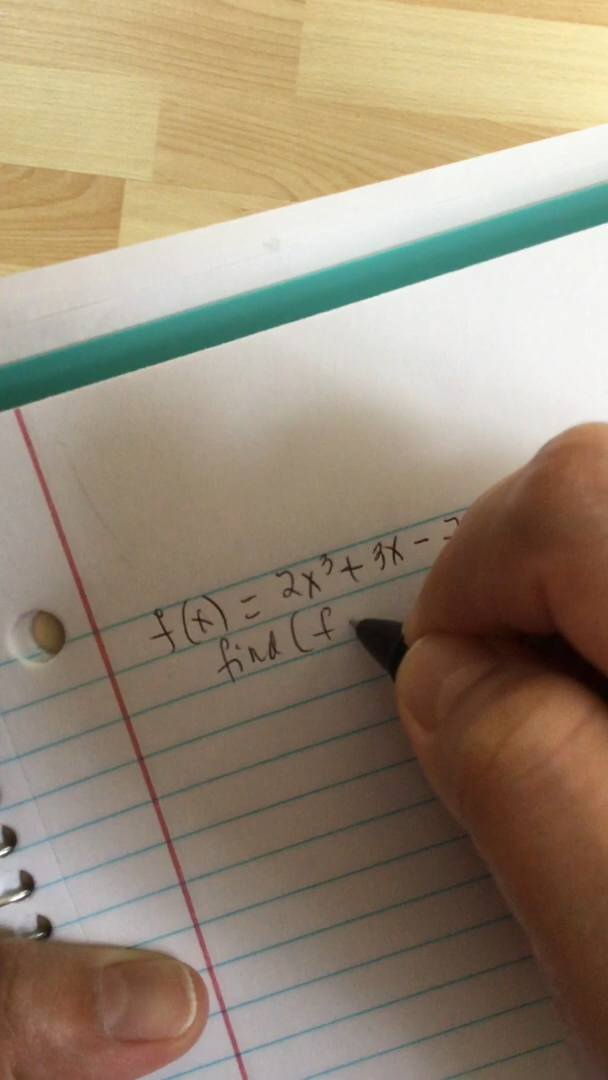 f(x) = 2x³ + 3x -
find (f